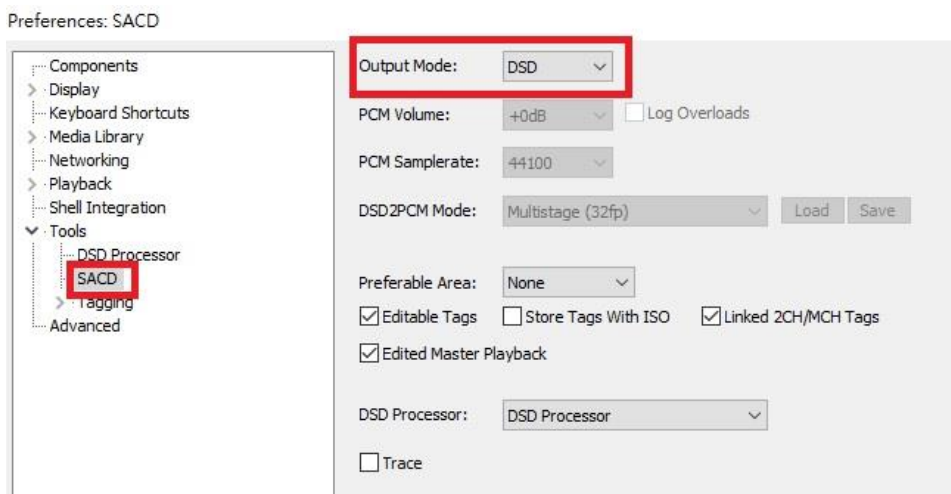 Preferences: SACD
Components
Display
Keyboard Shortcuts
Media Library
Networking
Playback
Shell Integration
Tools
DSD Processor
SACD
Tagging
Advanced
Output Mode: DSD
PCM Volume: +0dB Log Overloads
PCM Samplerate: 44100
DSD2PCM Mode: Multistage (32fp) Load Save
Preferable Area: None
Editable Tags Store Tags With ISO Linked 2CH/MCH Tags
Edited Master Playback
DSD Processor: DSD Processor
Trace